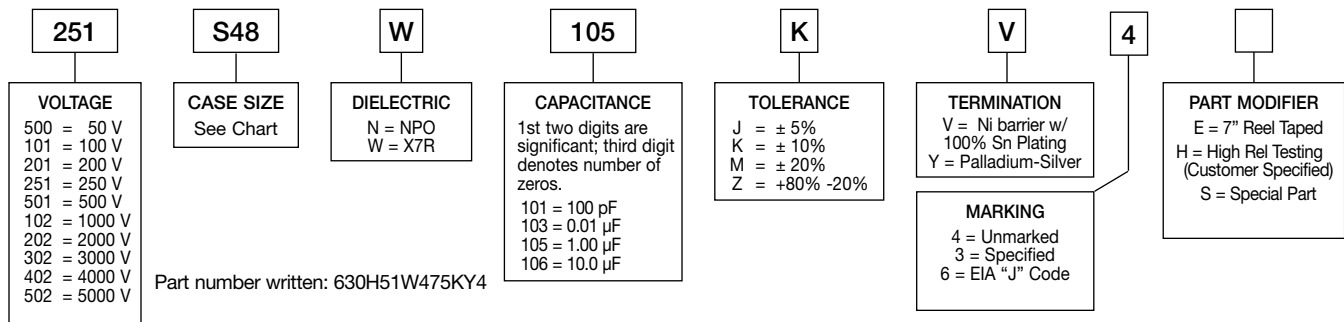 251 S48 W 105 K V 4
VOLTAGE
500 = 50 V
101 = 100 V
201 = 200 V
251 = 250 V
501 = 500 V
102 = 1000 V
202 = 2000 V
302 = 3000 V
402 = 4000 V
502 = 5000 V
CASE SIZE
See Chart
DIELECTRIC
N = NPO
W = X7R
CAPACITANCE
1st two digits are
significant; third digit
denotes number of
zeros.
101 = 100 pF
103 = 0.01 µF
105 = 1.00 µF
106 = 10.0 µF
TOLERANCE
J = ± 5%
K = ± 10%
M = ± 20%
Z = +80% -20%
TERMINATION
V = Ni barrier w/
100% Sn Plating
Y = Palladium-Silver
MARKING
4 = Unmarked
3 = Specified
6 = EIA “J” Code
PART MODIFIER
E = 7” Reel Taped
H = High Rel Testing
(Customer Specified)
S = Special Part
Part number written: 630H51W475KY4